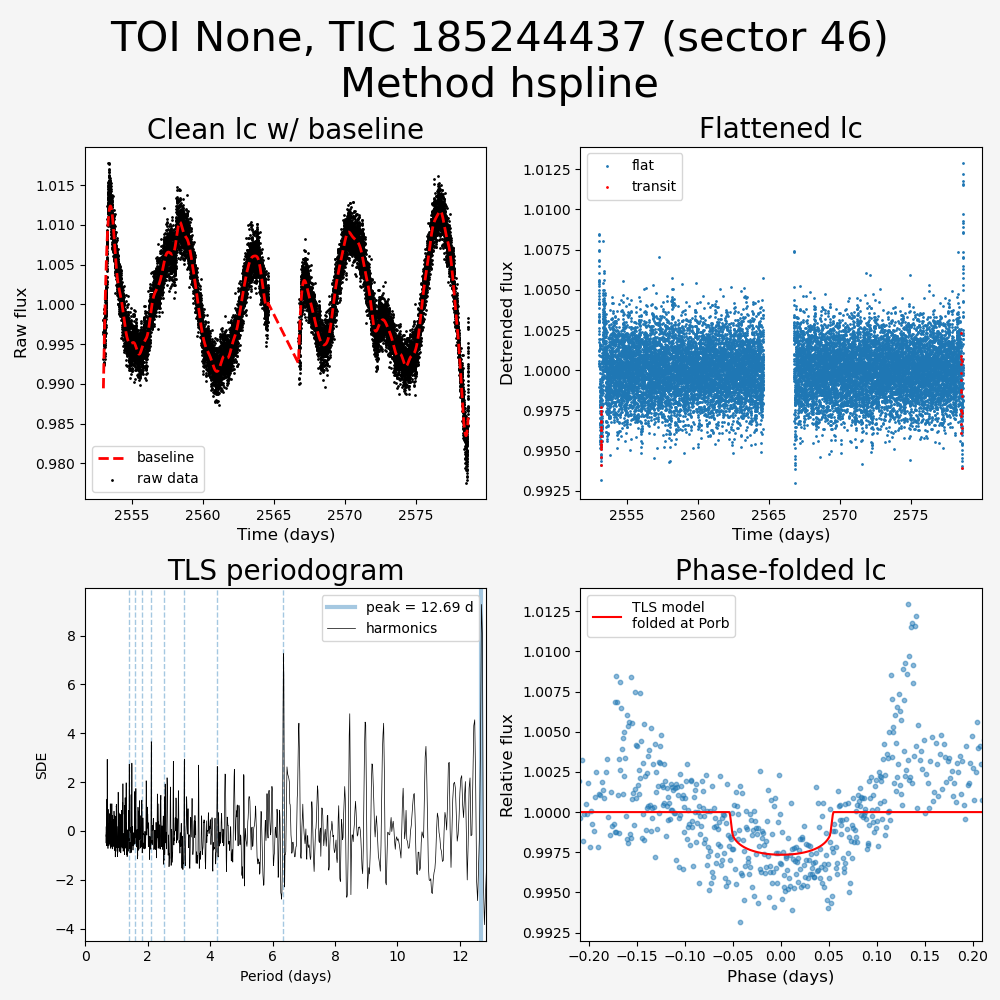 TOI None, TIC 185244437 (sector 46)
Method hspline
Clean lc w/ baseline
Raw flux
1.015
1.010
1.005
1.000
0.995
0.990
0.985
0.980
baseline
raw data
2555 2560 2565 2570 2575
Time (days)
Flattened lc
Detrended flux
1.0125
1.0100
1.0075
1.0050
1.0025
1.0000
0.9975
0.9950
0.9925
flat
transit
2555 2560 2565 2570 2575
Time (days)
TLS periodogram
SDE
8
6
4
2
0
−2
−4
peak = 12.69 d
harmonics
0 2 4 6 8 10 12
Period (days)
Phase-folded lc
Relative flux
1.0125
1.0100
1.0075
1.0050
1.0025
1.0000
0.9975
0.9950
0.9925
TLS model
folded at Porb
−0.20 −0.15 −0.10 −0.05 0.00 0.05 0.10 0.15 0.20
Phase (days)